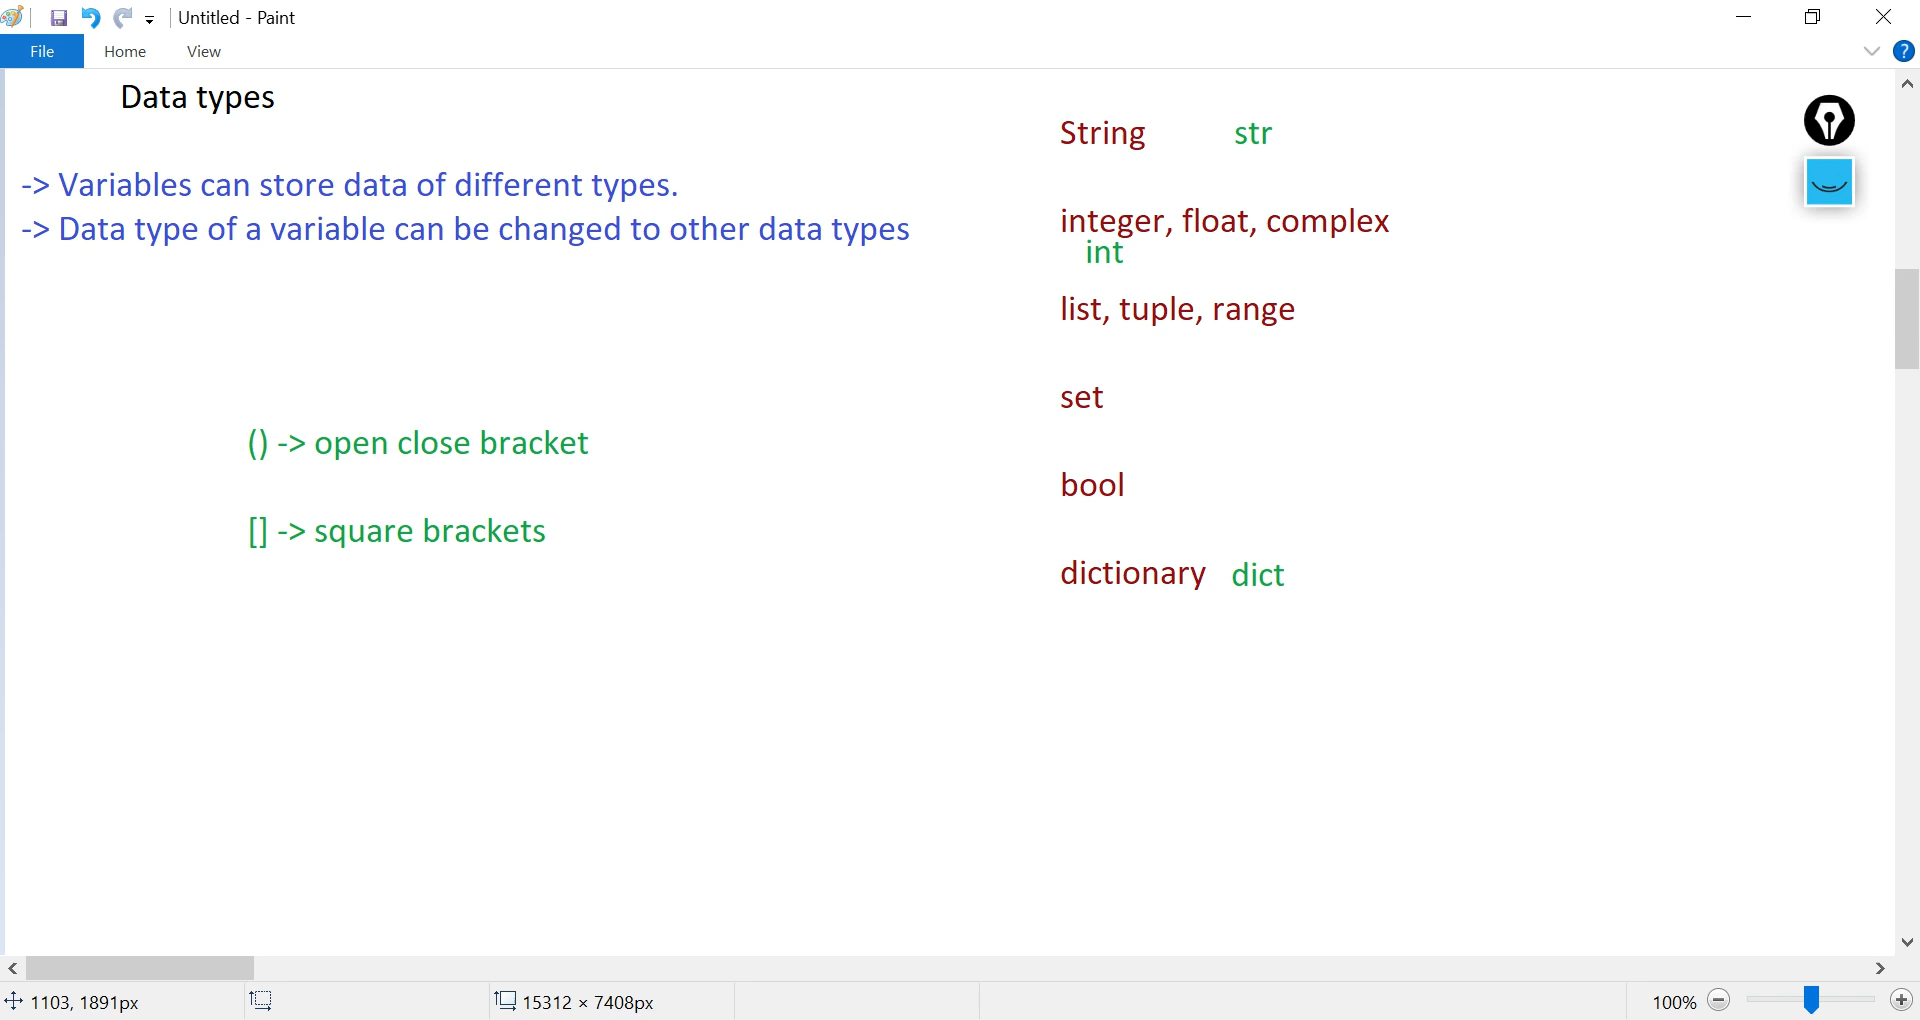 Untitled - Paint
File Home View
Data types
-> Variables can store data of different types.
-> Data type of a variable can be changed to other data types
() -> open close bracket
[] -> square brackets
String str
integer, float, complex
int
list, tuple, range
set
bool
dictionary dict
1103, 1891px
15312 × 7408px
100%